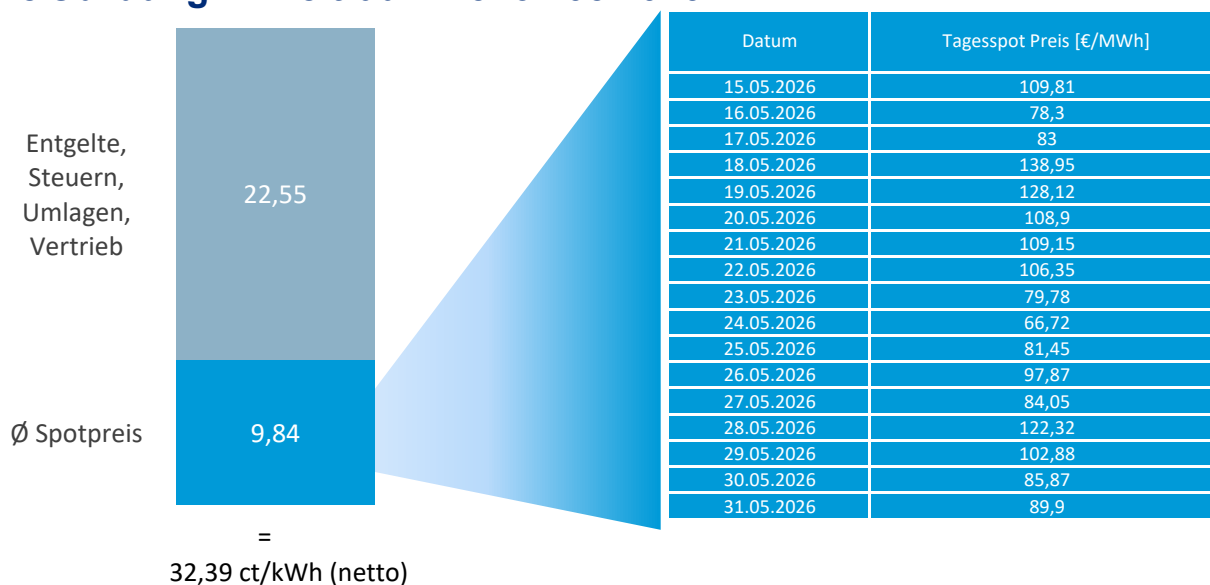 Entgelte,
Steuern,
Umlagen,
Vertrieb
22,55
Ø Spotpreis
9,84
=
32,39 ct/kWh (netto)
Datum Tagesspot Preis [€/MWh]
15.05.2026 109,81
16.05.2026 78,3
17.05.2026 83
18.05.2026 138,95
19.05.2026 128,12
20.05.2026 108,9
21.05.2026 109,15
22.05.2026 106,35
23.05.2026 79,78
24.05.2026 66,72
25.05.2026 81,45
26.05.2026 97,87
27.05.2026 84,05
28.05.2026 122,32
29.05.2026 102,88
30.05.2026 85,87
31.05.2026 89,9